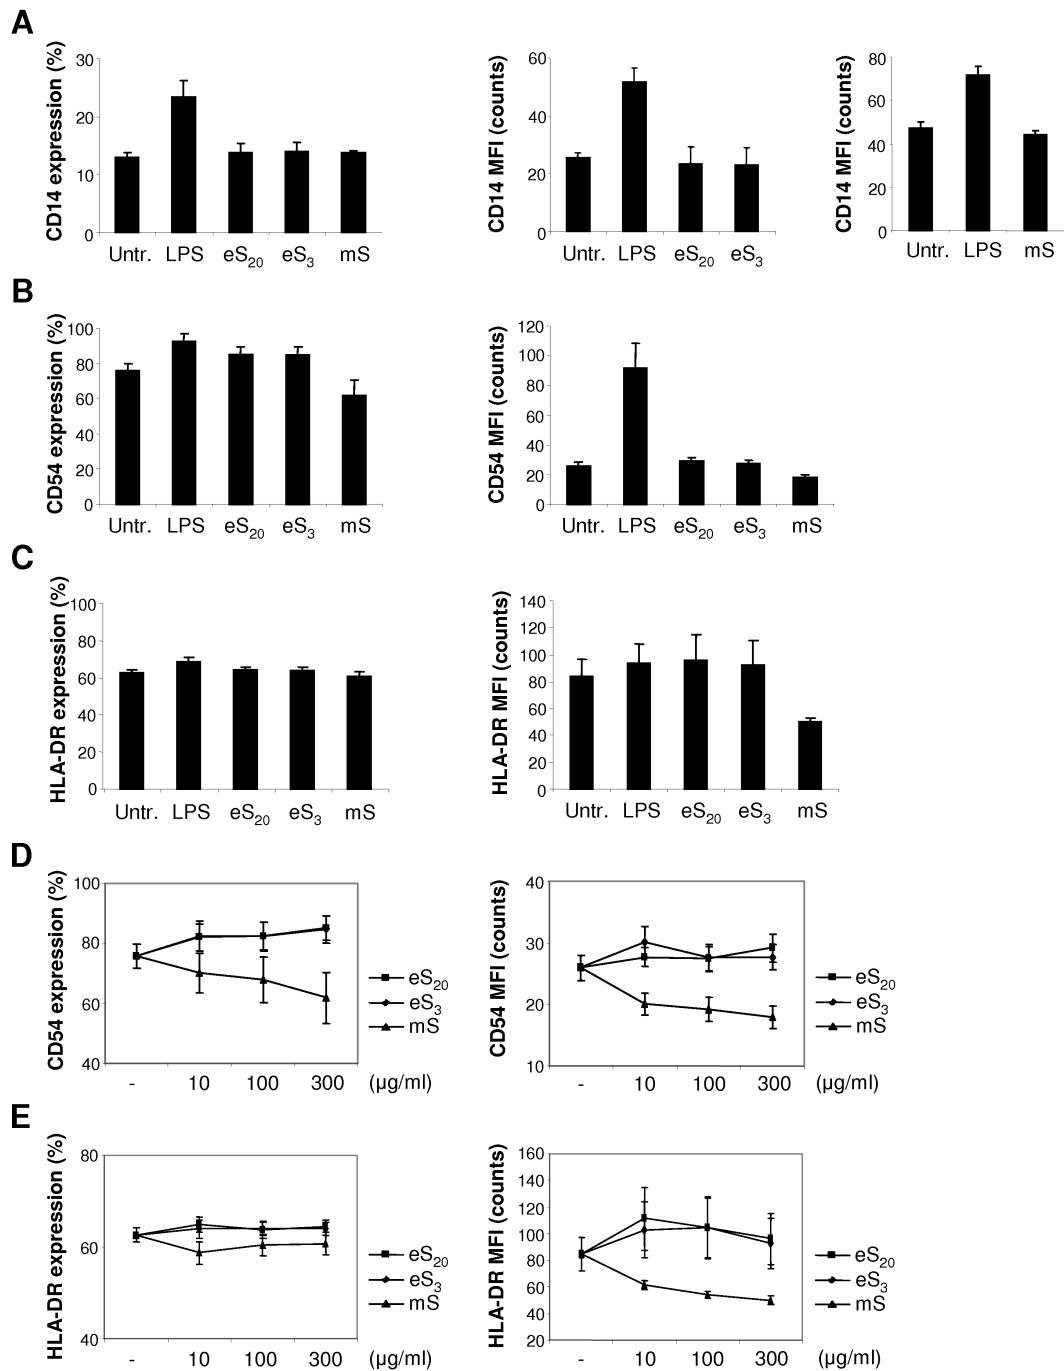 A
CD14 expression (%)
30
20
10
0
Untr. LPS eS20 eS3 mS
CD14 MFI (counts)
60
40
20
0
Untr. LPS eS20 eS3
CD14 MFI (counts)
80
60
40
20
0
Untr. LPS mS
B
CD54 expression (%)
100
80
60
40
20
0
Untr. LPS eS20 eS3 mS
CD54 MFI (counts)
120
100
80
60
40
20
0
Untr. LPS eS20 eS3 mS
C
HLA-DR expression (%)
100
80
60
40
20
0
Untr. LPS eS20 eS3 mS
HLA-DR MFI (counts)
140
120
100
80
60
40
20
0
Untr. LPS eS20 eS3 mS
D
CD54 expression (%)
100
80
60
40
- 10 100 300 (µg/ml)
eS20
eS3
mS
CD54 MFI (counts)
40
30
20
10
- 10 100 300 (µg/ml)
eS20
eS3
mS
E
HLA-DR expression (%)
80
60
40
- 10 100 300 (µg/ml)
eS20
eS3
mS
HLA-DR MFI (counts)
160
140
120
100
80
60
40
20
- 10 100 300 (µg/ml)
eS20
eS3
mS